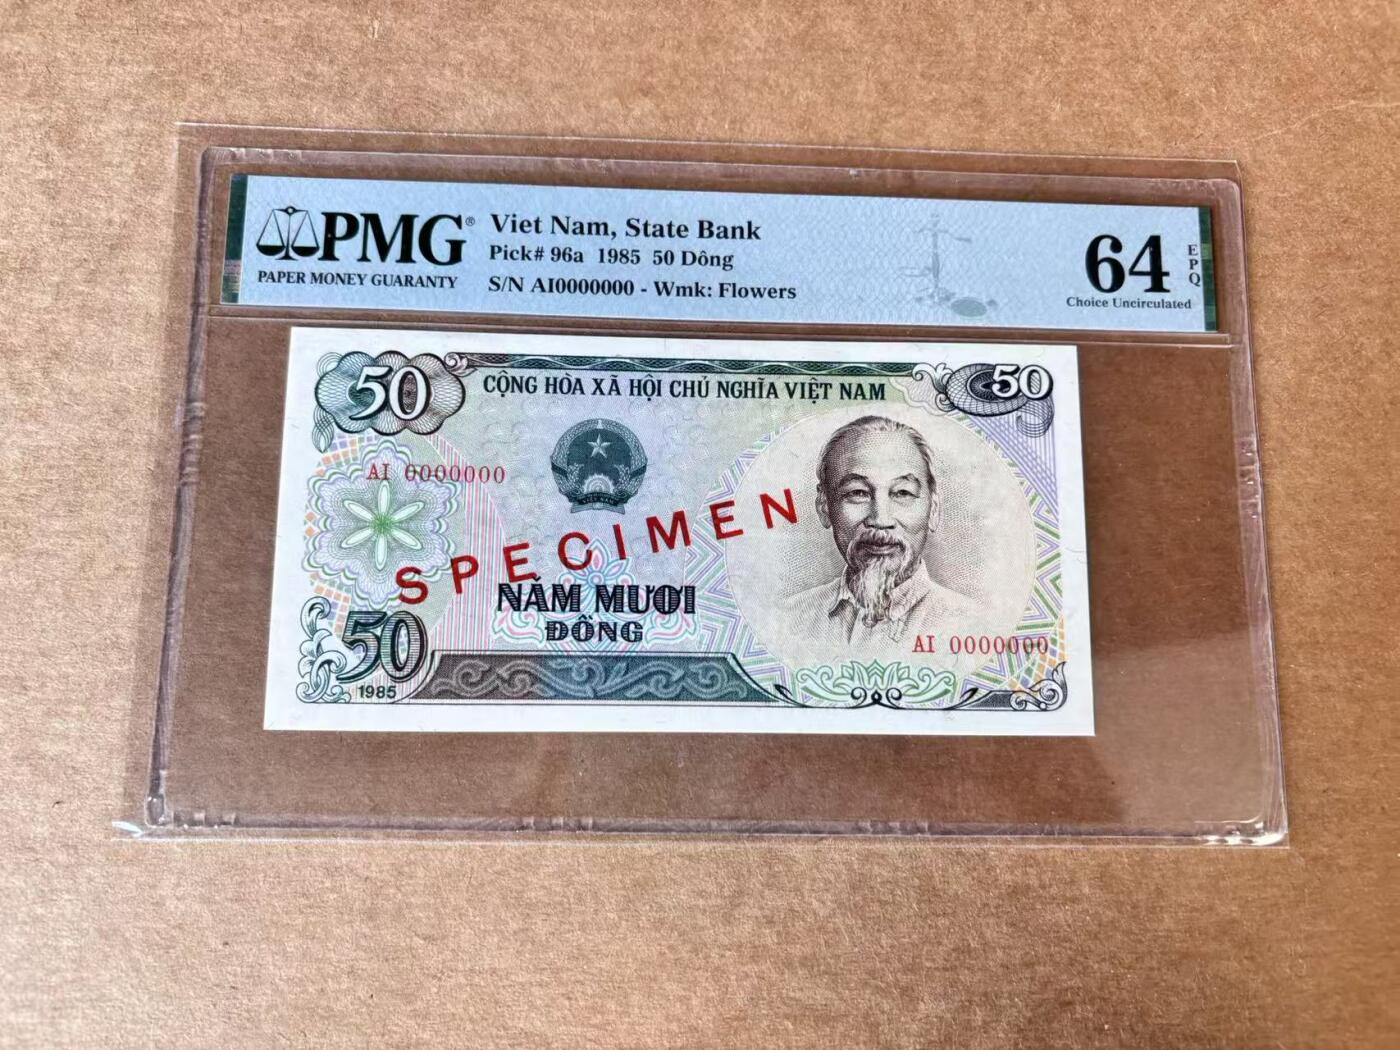 PMG®
PAPER MONEY GUARANTY
Viet Nam, State Bank
Pick# 96a 1985 50 Dông
S/N AI0000000 - Wmk: Flowers
64
EPQ
Choice Uncirculated
50
CỘNG HÒA XÃ HỘI CHỦ NGHĨA VIỆT NAM
50
AI 0000000
SPECIMEN
NĂM MƯƠI
ĐỒNG
AI 0000000
50
1985